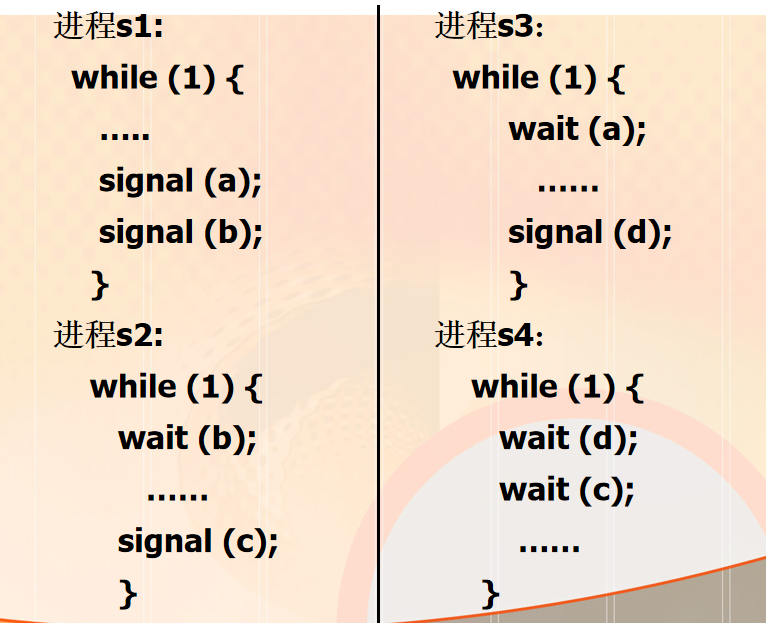 进程s1:
while (1) {
.....
signal (a);
signal (b);
}
进程s2:
while (1) {
wait (b);
......
signal (c);
}
进程s3:
while (1) {
wait (a);
......
signal (d);
}
进程s4:
while (1) {
wait (d);
wait (c);
......
}